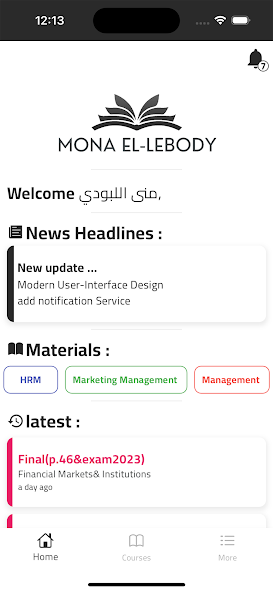 12:13
7
MONA EL-LEBODY
Welcome منى اللبودي,
News Headlines :
New update ...
Modern User-Interface Design
add notification Service
Materials :
HRM Marketing Management Management
latest :
Final(p.46&exam2023)
Financial Markets& Institutions
a day ago
Home Courses More